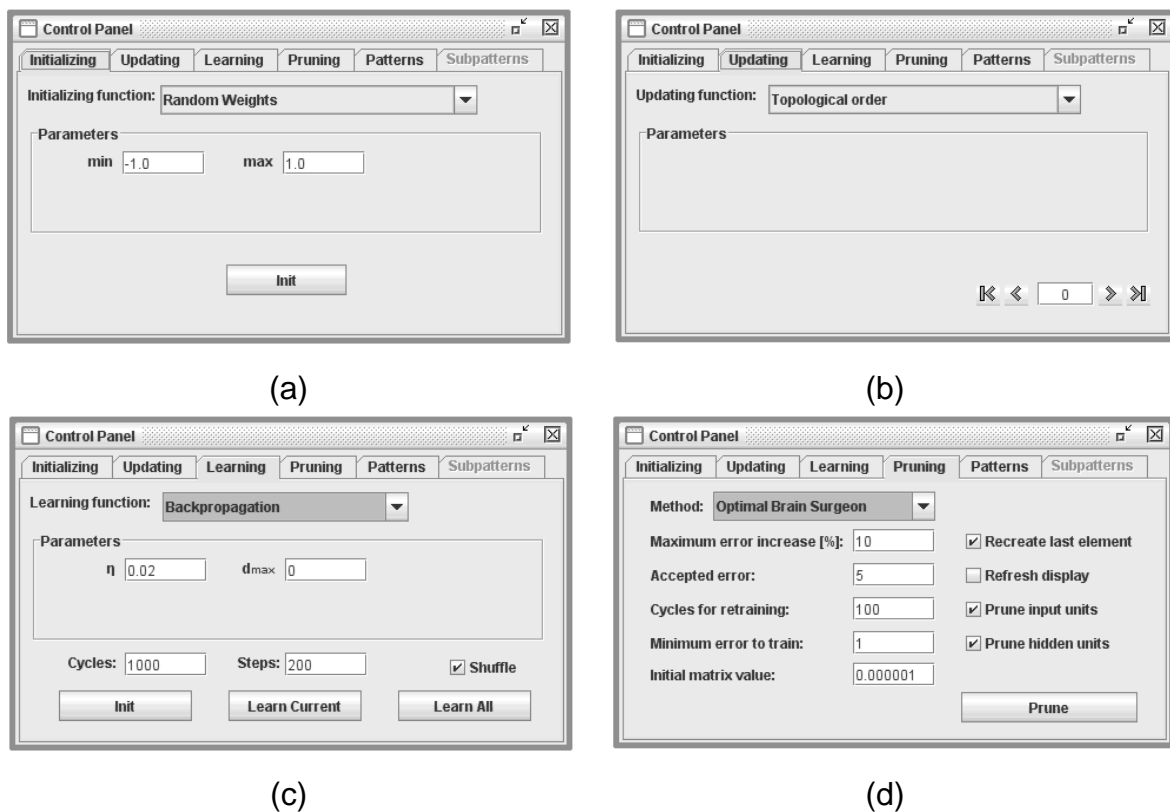 Control Panel
Initializing Updating Learning Pruning Patterns Subpatterns
Initializing function: Random Weights
Parameters
min -1.0 max 1.0
Init
(a)
Control Panel
Initializing Updating Learning Pruning Patterns Subpatterns
Updating function: Topological order
Parameters
0
(b)
Control Panel
Initializing Updating Learning Pruning Patterns Subpatterns
Learning function: Backpropagation
Parameters
η 0.02 dmax 0
Cycles: 1000 Steps: 200 Shuffle
Init Learn Current Learn All
(c)
Control Panel
Initializing Updating Learning Pruning Patterns Subpatterns
Method: Optimal Brain Surgeon
Maximum error increase [%]: 10 Recreate last element
Accepted error: 5 Refresh display
Cycles for retraining: 100 Prune input units
Minimum error to train: 1 Prune hidden units
Initial matrix value: 0.000001
Prune
(d)